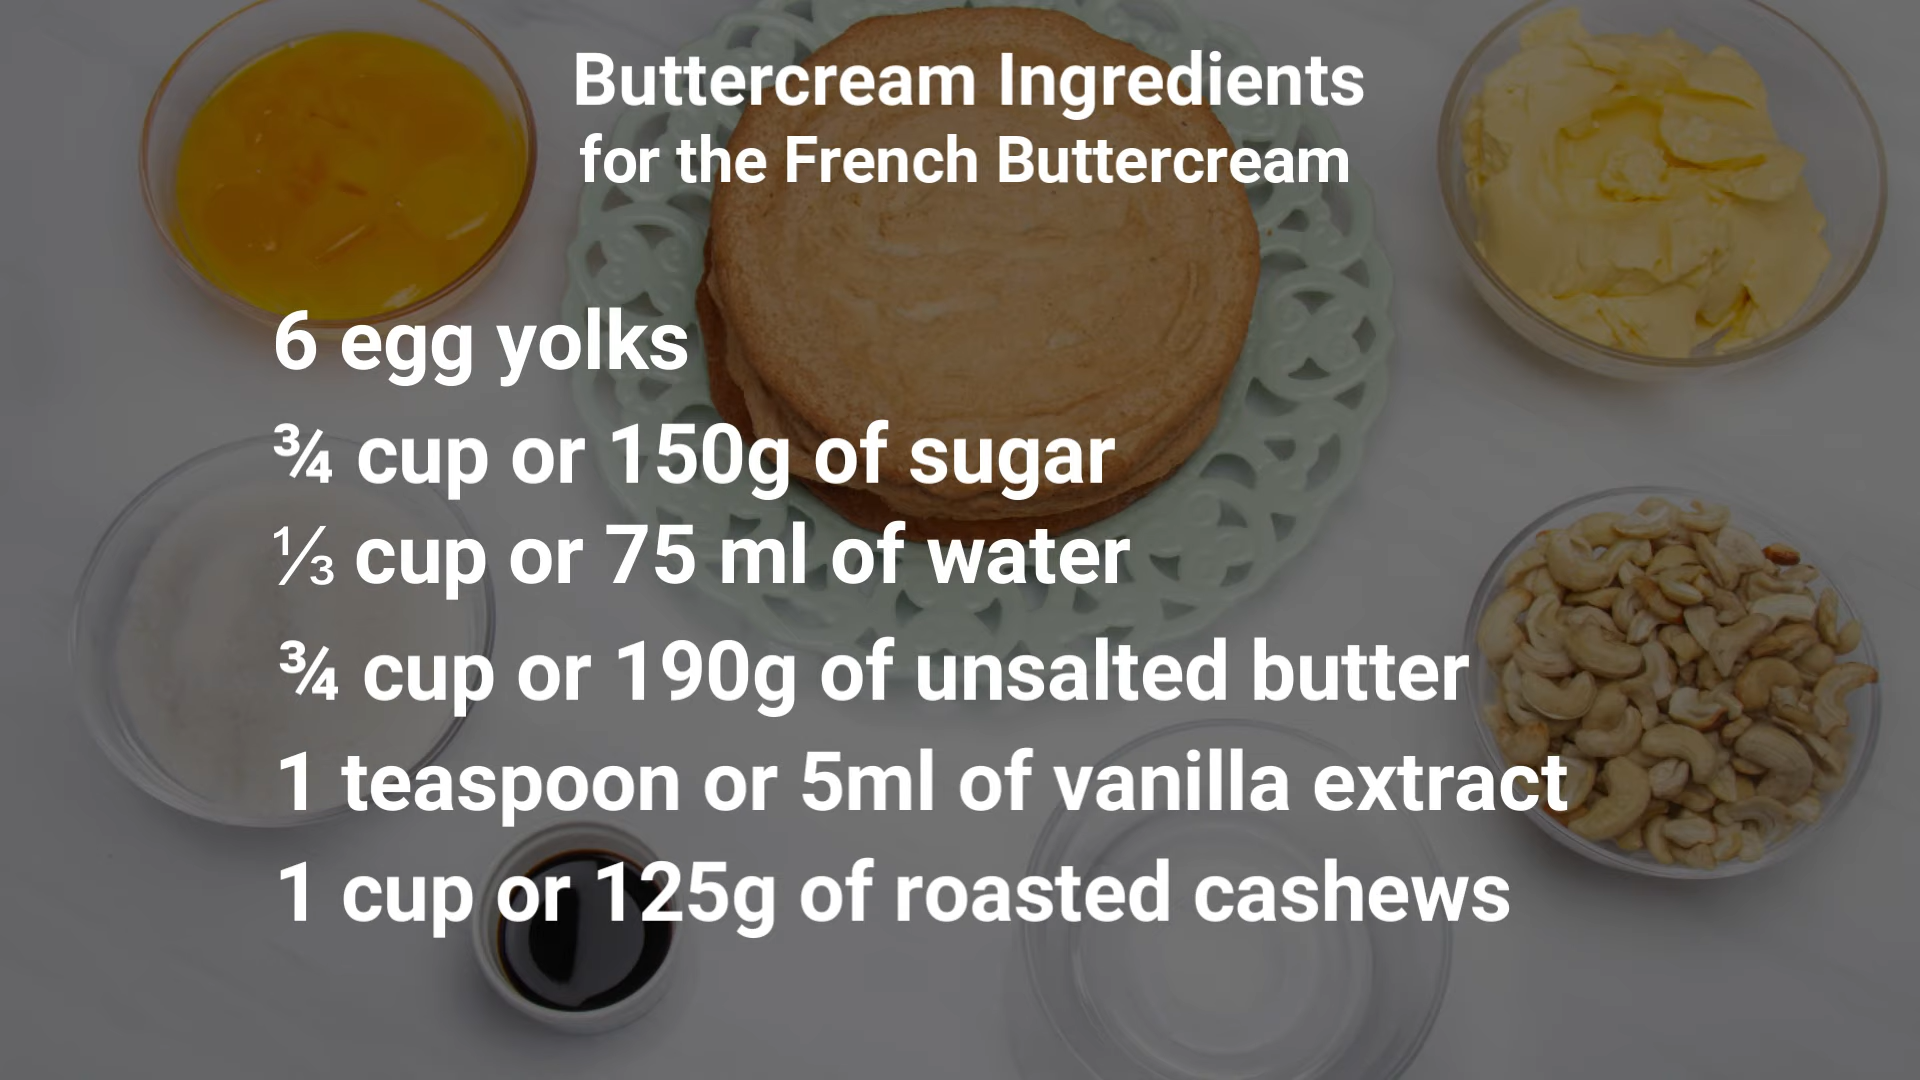 Buttercream Ingredients
for the French Buttercream
6 egg yolks
¾ cup or 150g of sugar
⅓ cup or 75 ml of water
¾ cup or 190g of unsalted butter
1 teaspoon or 5ml of vanilla extract
1 cup or 125g of roasted cashews